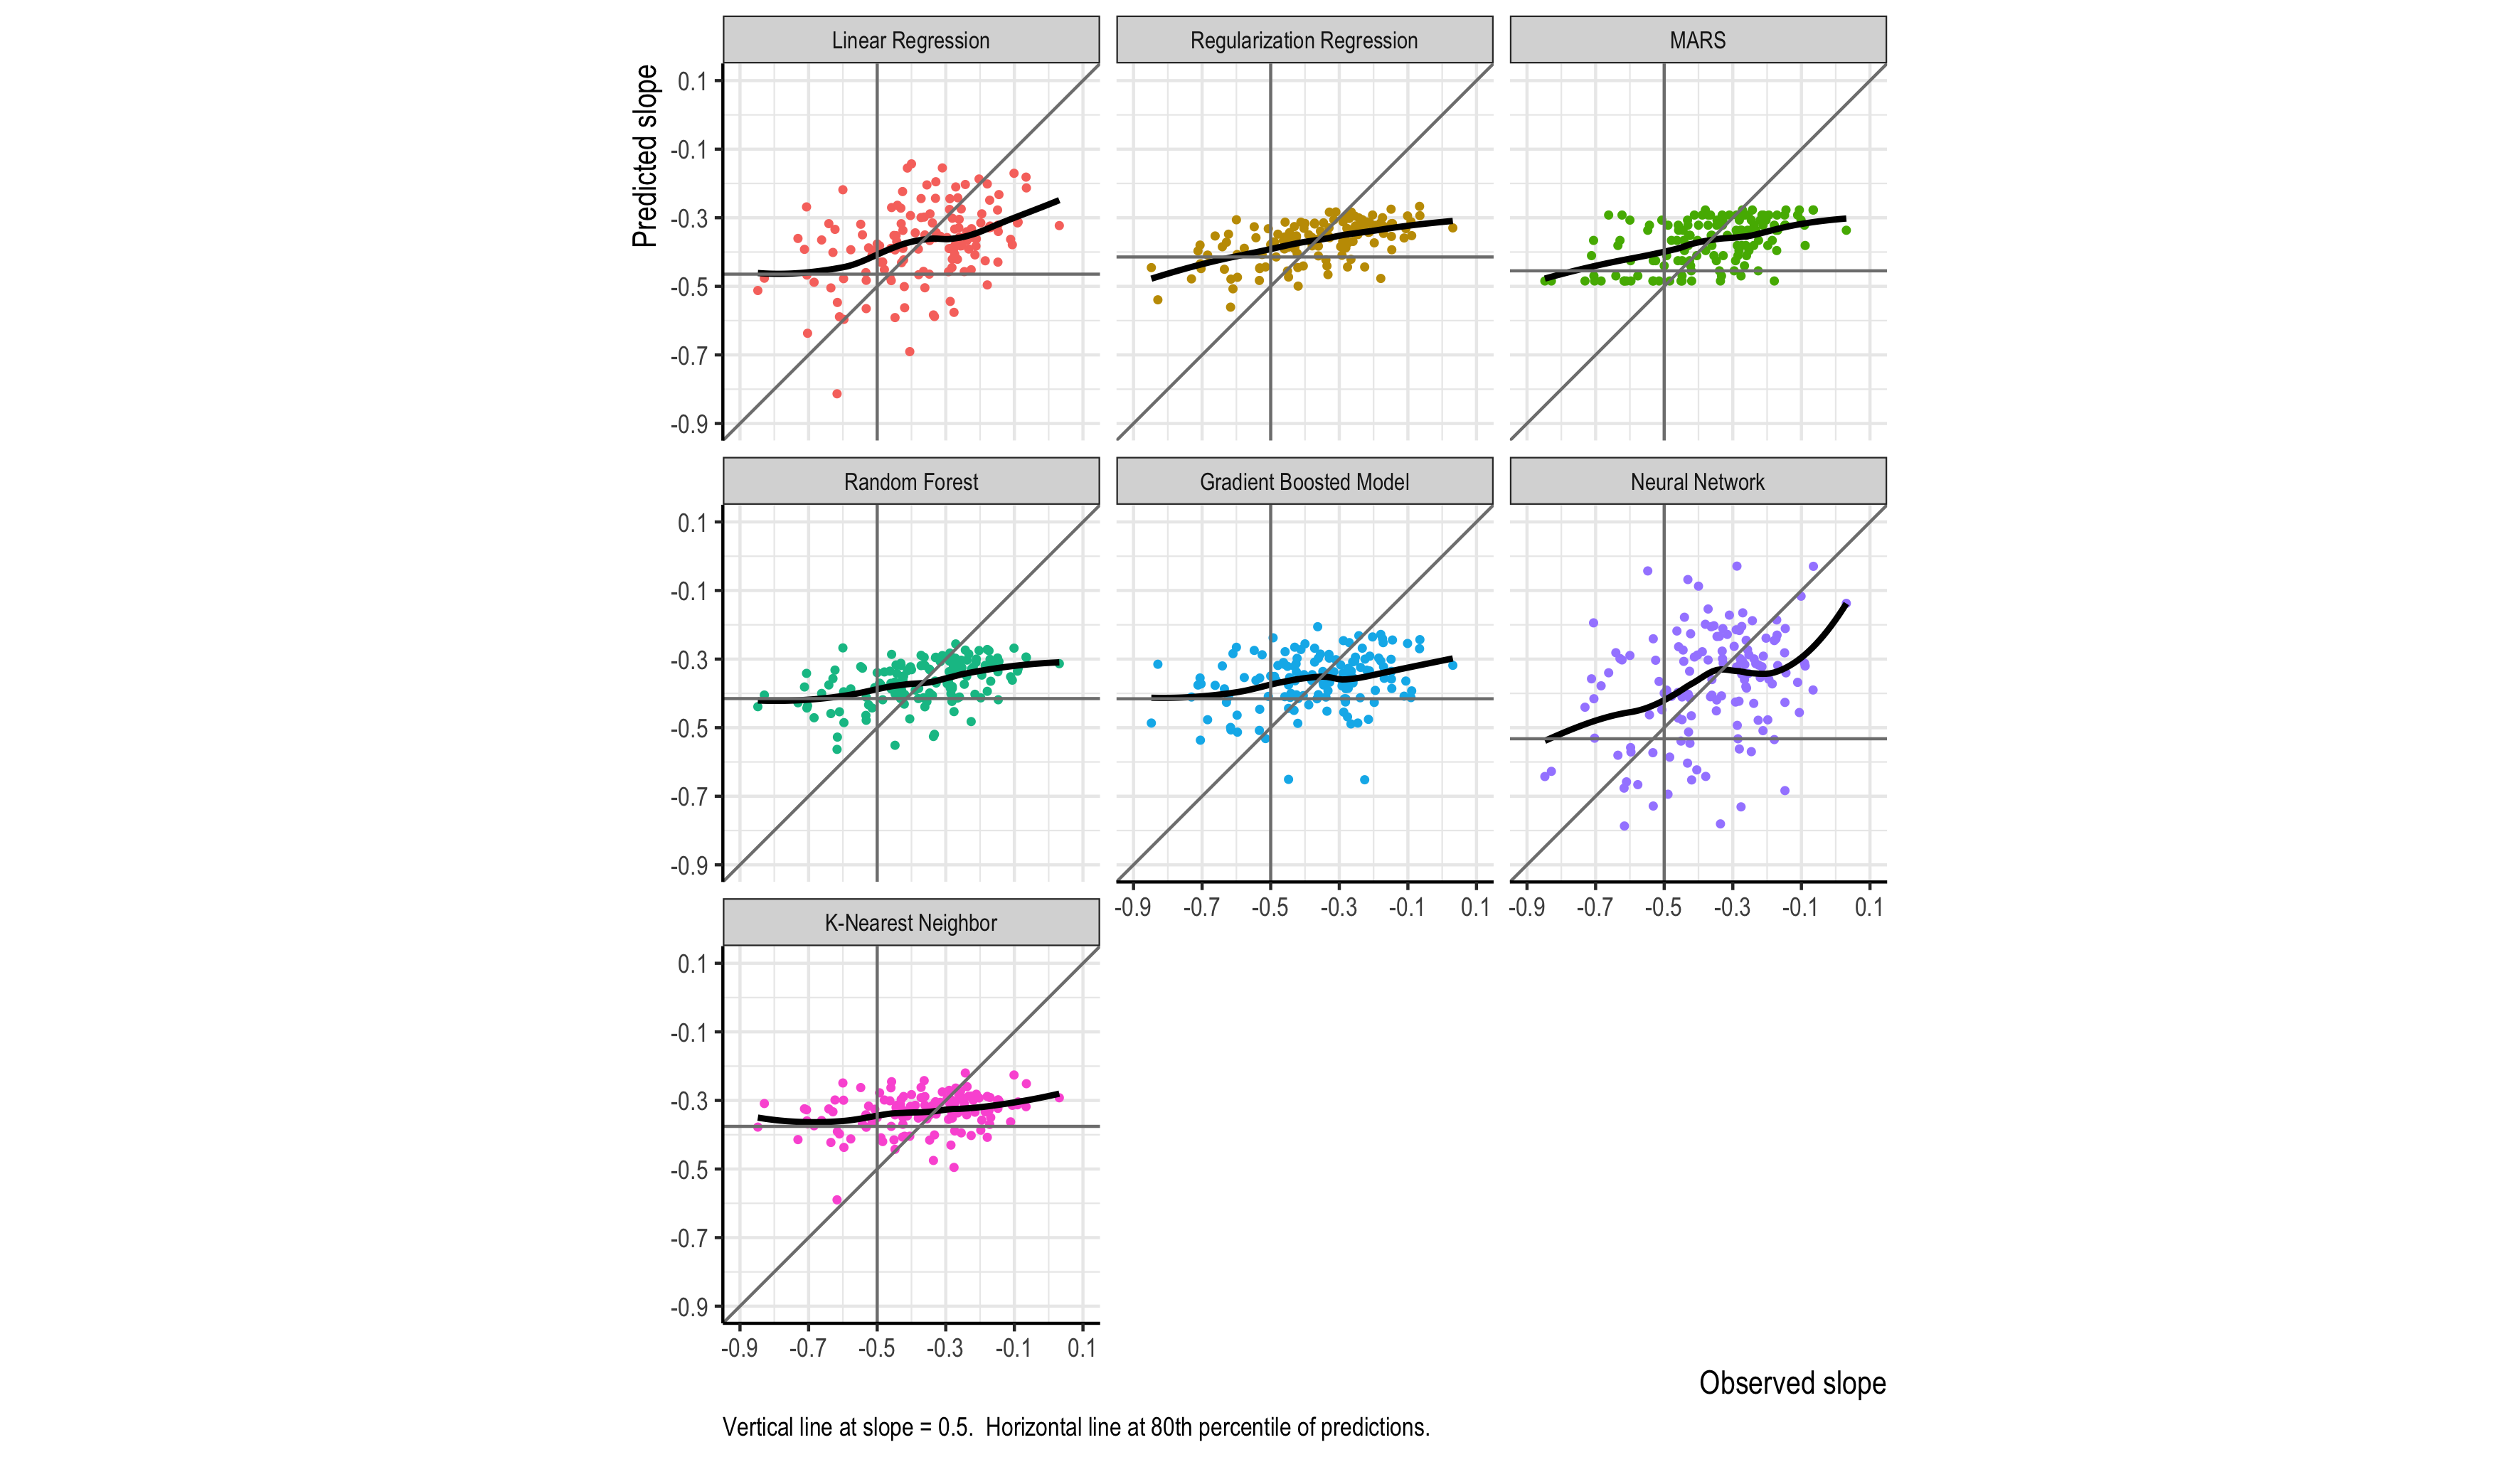 Linear Regression Regularization Regression MARS
Predicted slope
0.1
-0.1
-0.3
-0.5
-0.7
-0.9
Random Forest Gradient Boosted Model Neural Network
0.1
-0.1
-0.3
-0.5
-0.7
-0.9
-0.9 -0.7 -0.5 -0.3 -0.1 0.1 -0.9 -0.7 -0.5 -0.3 -0.1 0.1
K-Nearest Neighbor
0.1
-0.1
-0.3
-0.5
-0.7
-0.9
-0.9 -0.7 -0.5 -0.3 -0.1 0.1
Observed slope
Vertical line at slope = 0.5. Horizontal line at 80th percentile of predictions.